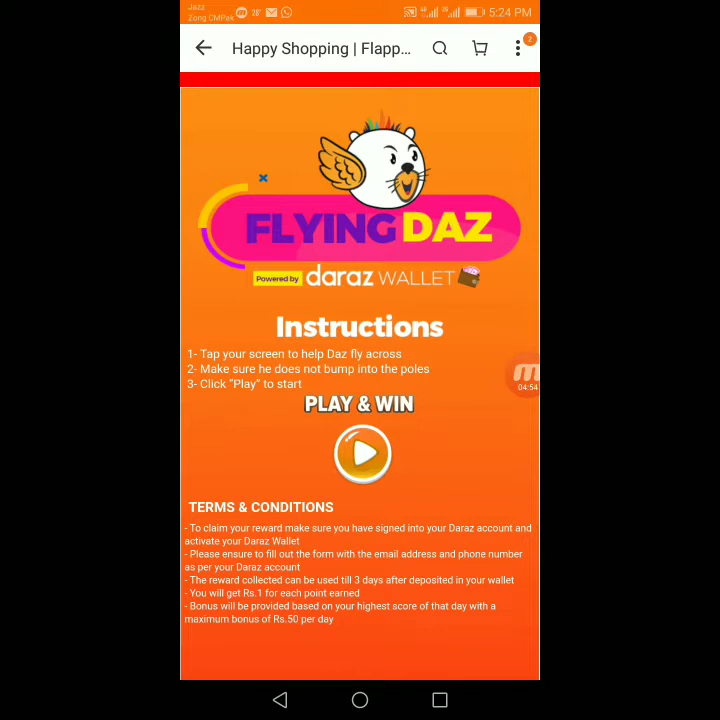 Jazz
Zong CMPak
28°
4G
2G
5:24 PM
Happy Shopping | Flapp...
2
FLYING DAZ
Powered by daraz WALLET
Instructions
1- Tap your screen to help Daz fly across
2- Make sure he does not bump into the poles
3- Click "Play" to start
04:54
PLAY & WIN
TERMS & CONDITIONS
- To claim your reward make sure you have signed into your Daraz account and
activate your Daraz Wallet
- Please ensure to fill out the form with the email address and phone number
as per your Daraz account
- The reward collected can be used till 3 days after deposited in your wallet
- You will get Rs.1 for each point earned
- Bonus will be provided based on your highest score of that day with a
maximum bonus of Rs.50 per day